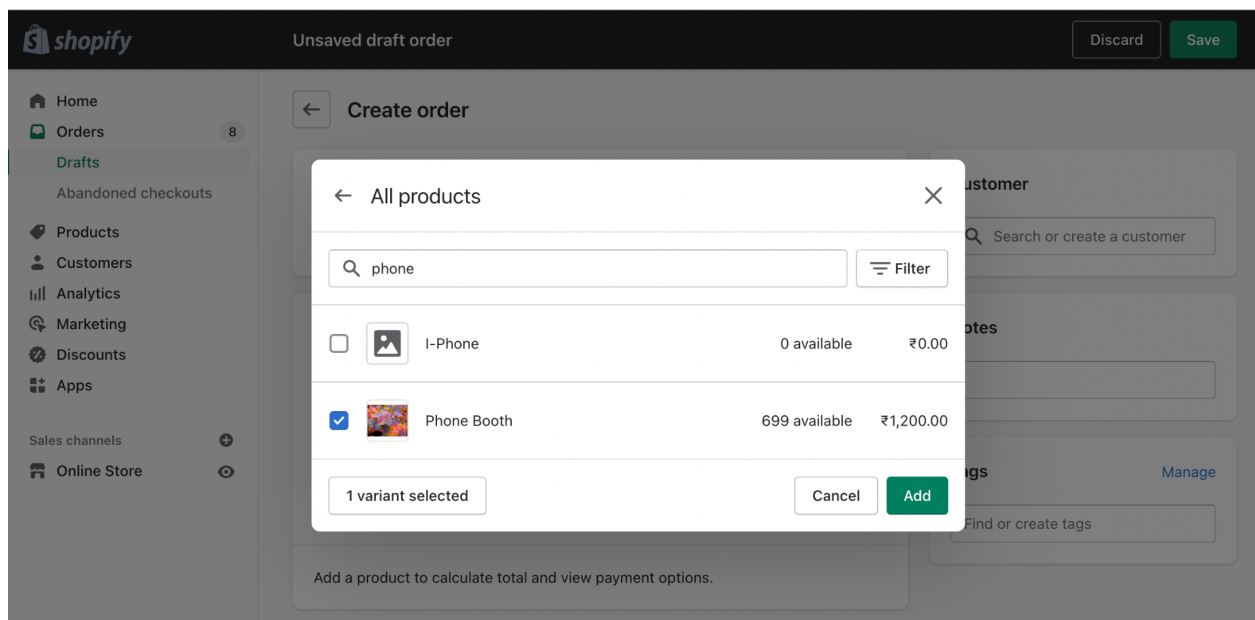 shopify
Unsaved draft order
Discard
Save
Home
Orders
8
Drafts
Abandoned checkouts
Products
Customers
Analytics
Marketing
Discounts
Apps
Sales channels
Online Store
Create order
All products
phone
Filter
I-Phone 0 available ₹0.00
Phone Booth 699 available ₹1,200.00
1 variant selected
Cancel
Add
Add a product to calculate total and view payment options.
ustomer
Search or create a customer
otes
Manage
Find or create tags